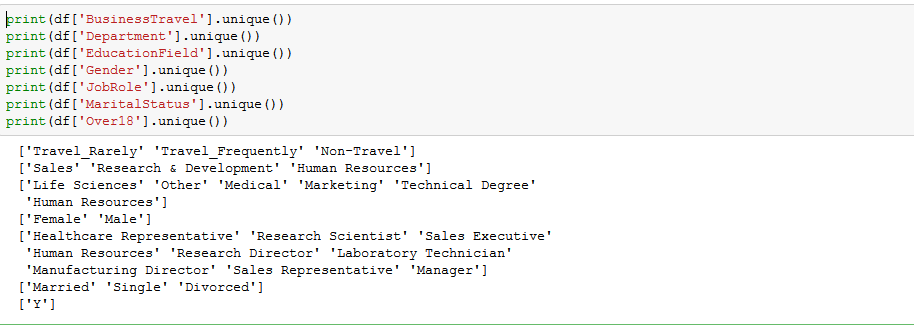 print(df['BusinessTravel'].unique())
print(df['Department'].unique())
print(df['EducationField'].unique())
print(df['Gender'].unique())
print(df['JobRole'].unique())
print(df['MaritalStatus'].unique())
print(df['Over18'].unique())
['Travel_Rarely' 'Travel_Frequently' 'Non-Travel']
['Sales' 'Research & Development' 'Human Resources']
['Life Sciences' 'Other' 'Medical' 'Marketing' 'Technical Degree'
 'Human Resources']
['Female' 'Male']
['Healthcare Representative' 'Research Scientist' 'Sales Executive'
 'Human Resources' 'Research Director' 'Laboratory Technician'
 'Manufacturing Director' 'Sales Representative' 'Manager']
['Married' 'Single' 'Divorced']
['Y']